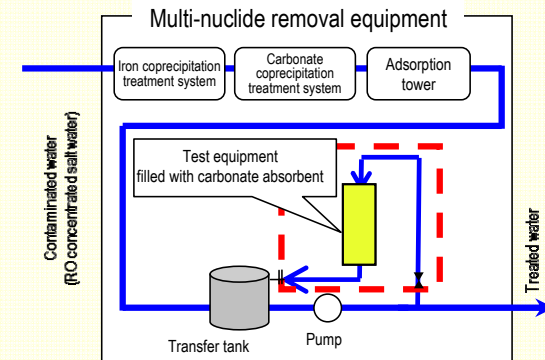 Multi-nuclide removal equipment
Iron coprecipitation
treatment system
Carbonate
coprecipitation
treatment system
Adsorption
tower
Contaminated water
(RO concentrated salt water)
Test equipment
filled with carbonate absorbent
Treated water
Transfer tank
Pump